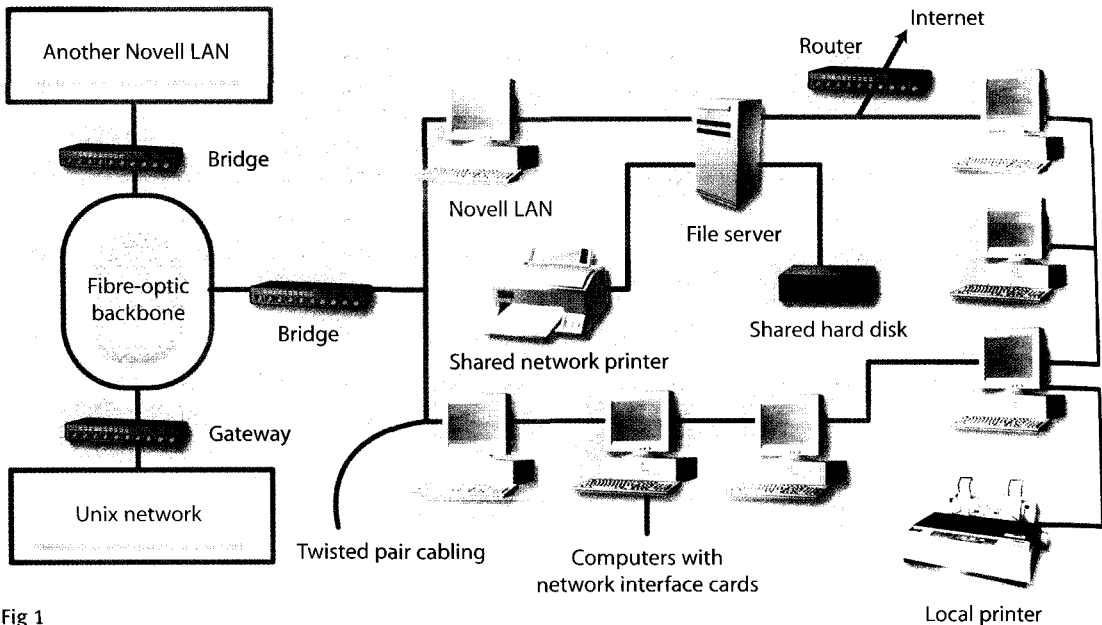 Internet
Another Novell LAN
Router
Bridge
Novell LAN
File server
Fibre-optic
backbone
Bridge
Shared hard disk
Shared network printer
Gateway
Unix network
Twisted pair cabling
Computers with
network interface cards
Local printer
Fig 1